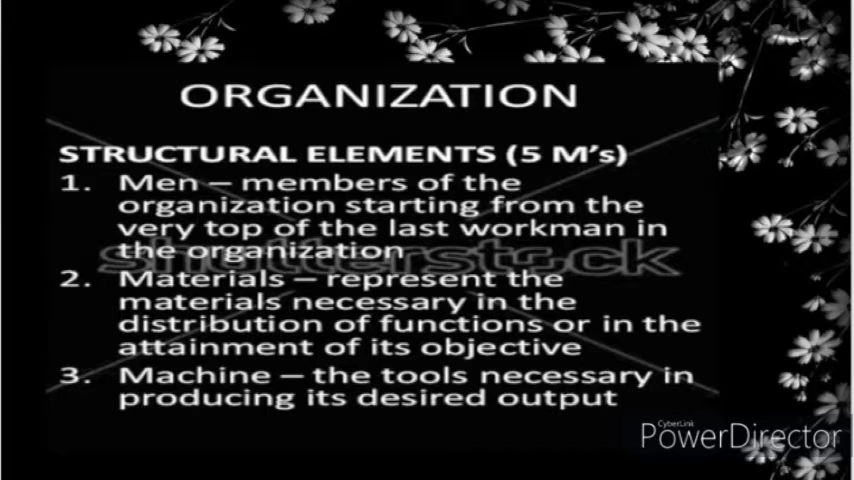 ORGANIZATION
STRUCTURAL ELEMENTS (5 M's)
1. Men – members of the
organization starting from the
very top of the last workman in
the organization
shutterstock
2. Materials – represent the
materials necessary in the
distribution of functions or in the
attainment of its objective
3. Machine – the tools necessary in
producing its desired output
CyberLink
PowerDirector